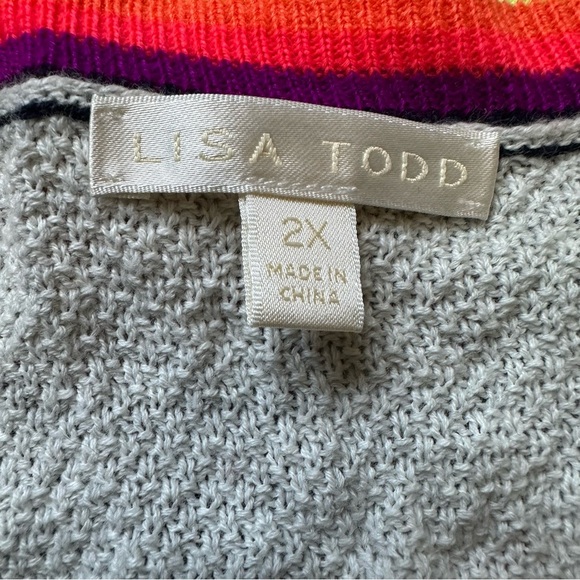 LISA TODD
2X
MADE IN
CHINA